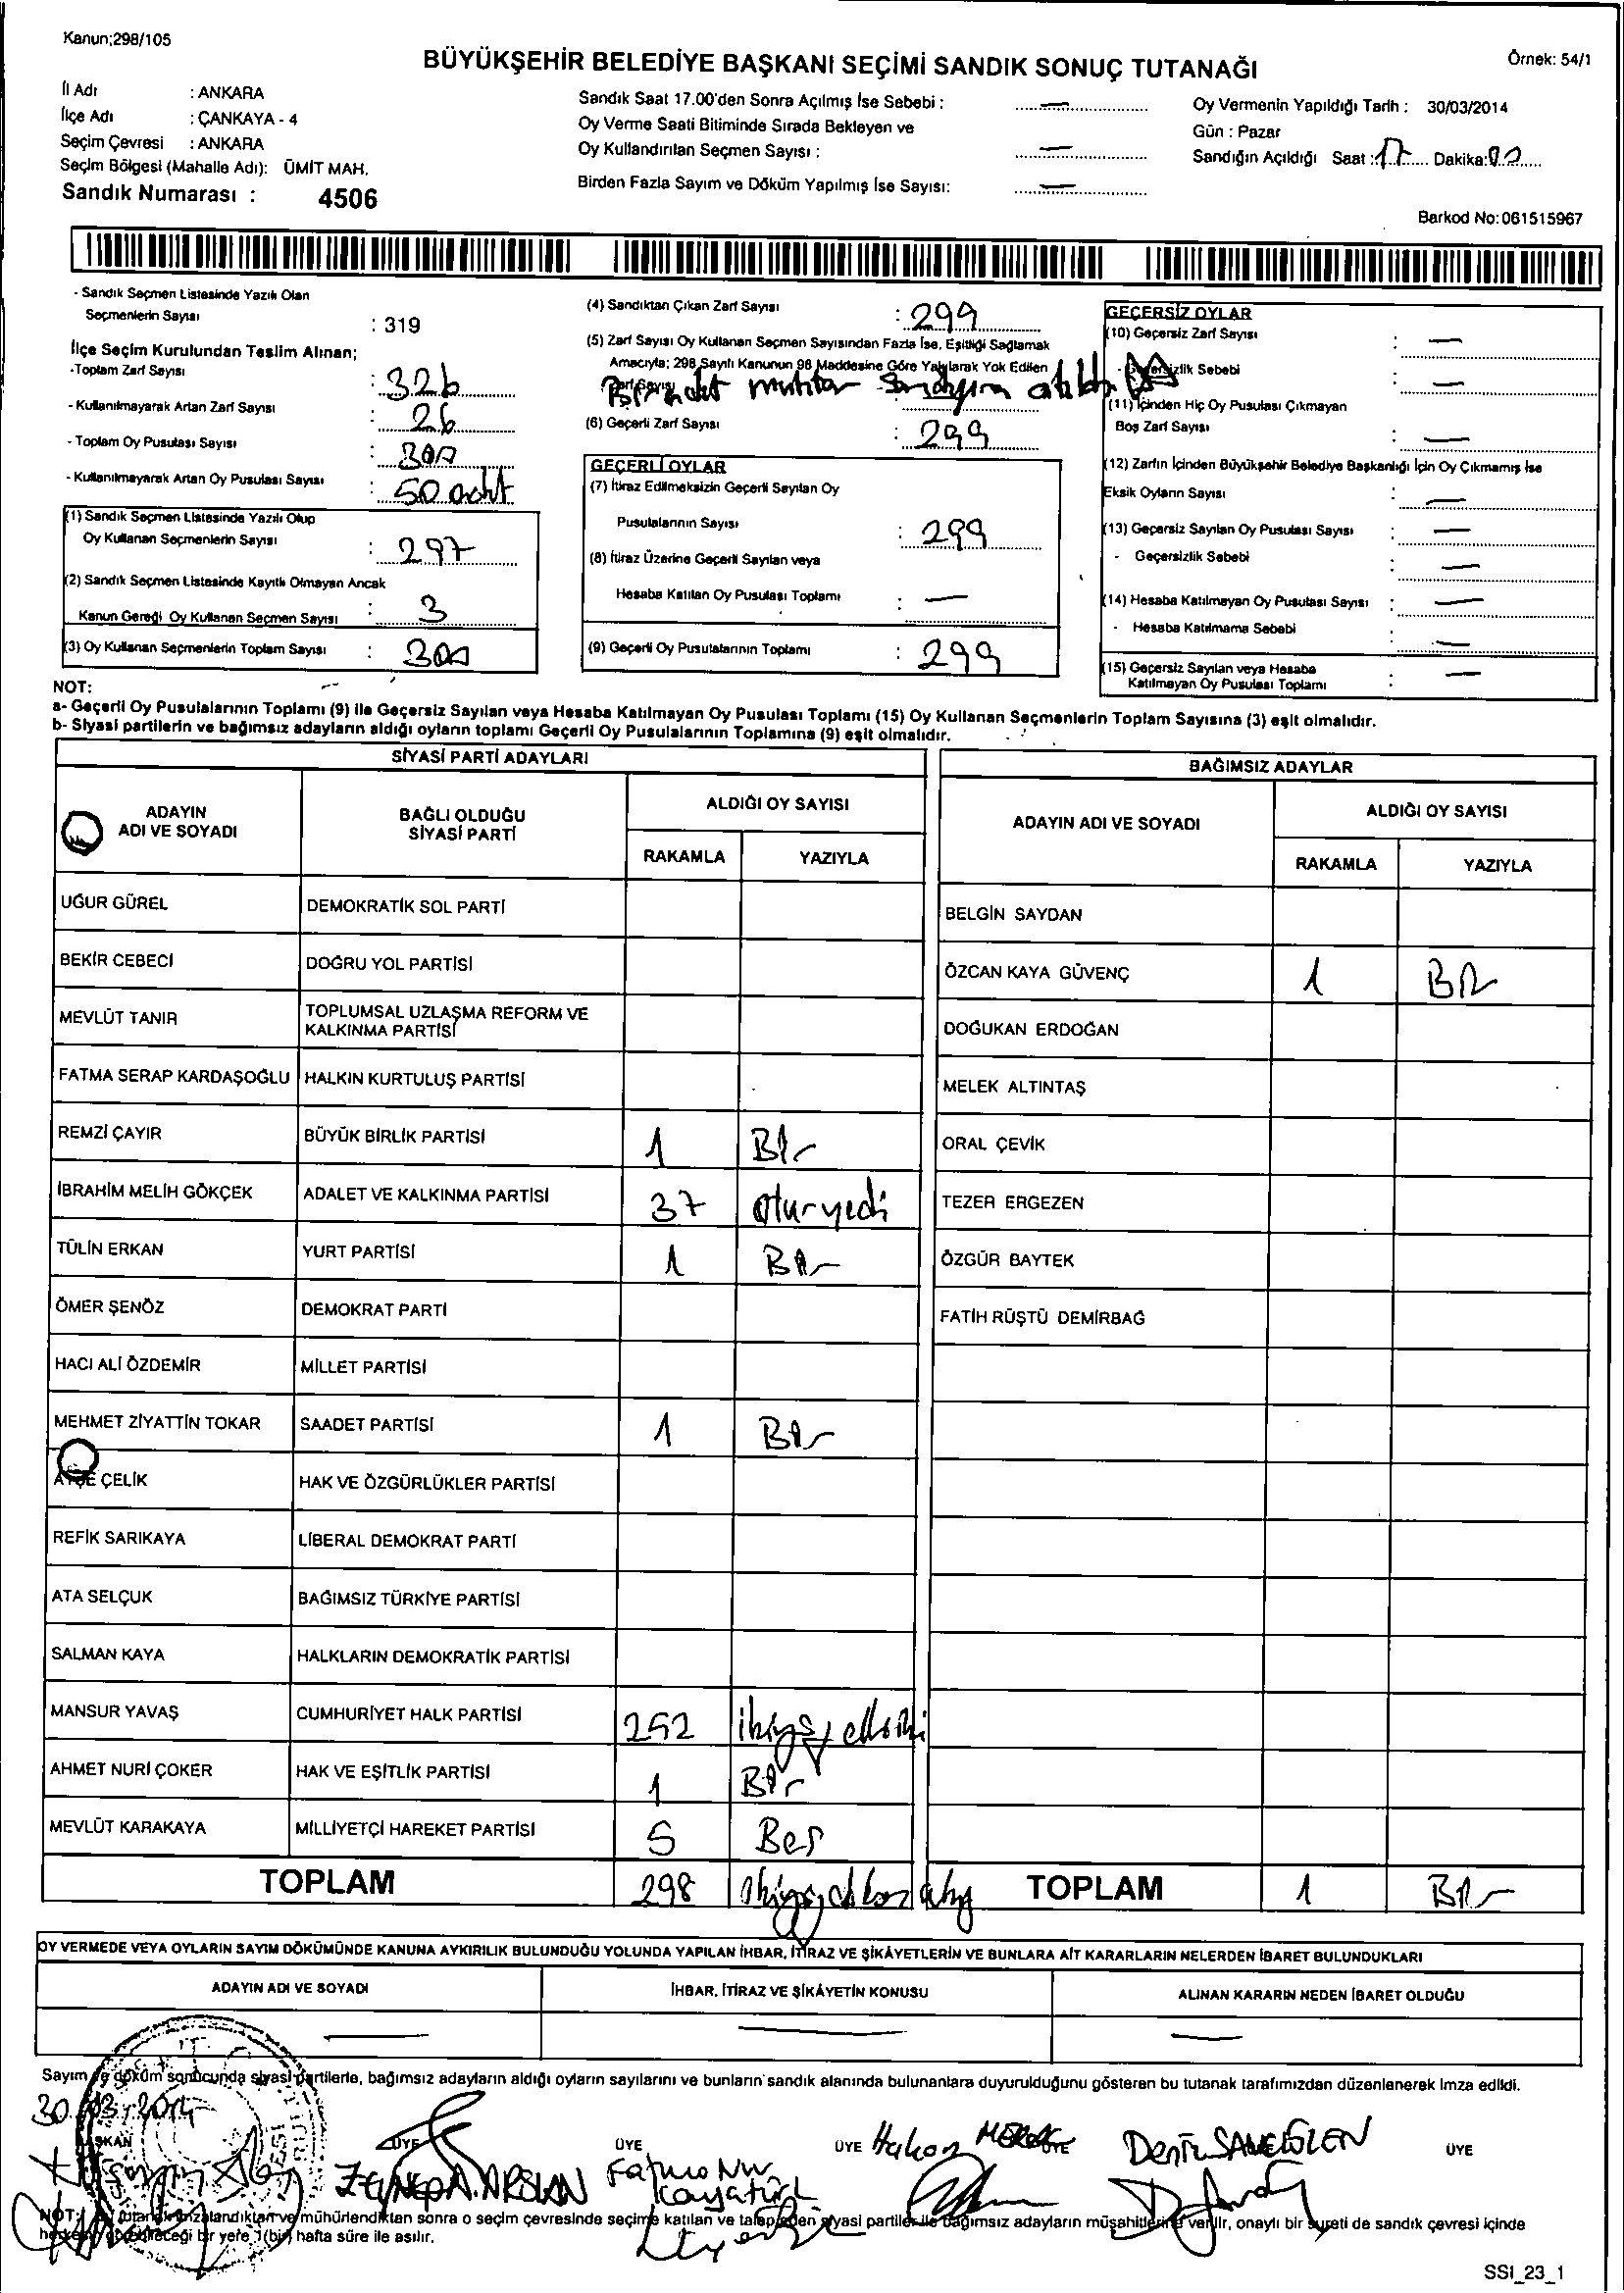 Kanun;298/105
BÜYÜKŞEHİR BELEDİYE BAŞKANI SEÇİMİ SANDIK SONUÇ TUTANAĞI
Örnek: 54/1
İl Adı : ANKARA
İlçe Adı : ÇANKAYA - 4
Seçim Çevresi : ANKARA
Seçim Bölgesi (Mahalle Adı): ÜMİT MAH.
Sandık Numarası : 4506
Sandık Saat 17.00'den Sonra Açılmış İse Sebebi : —
Oy Verme Saati Bitiminde Sırada Bekleyen ve
Oy Kullandırılan Seçmen Sayısı : —
Birden Fazla Sayım ve Döküm Yapılmış İse Sayısı: —
Oy Vermenin Yapıldığı Tarih : 30/03/2014
Gün : Pazar
Sandığın Açıldığı Saat : 17 Dakika: 00
Barkod No: 061515967
- Sandık Seçmen Listesinde Yazılı Olan
Seçmenlerin Sayısı : 319
İlçe Seçim Kurulundan Teslim Alınan;
-Toplam Zarf Sayısı : 326
- Kullanılmayarak Artan Zarf Sayısı : 26
- Toplam Oy Pusulası Sayısı : 300
- Kullanılmayarak Artan Oy Pusulası Sayısı : 50 adet
(1) Sandık Seçmen Listesinde Yazılı Olup
Oy Kullanan Seçmenlerin Sayısı : 297
(2) Sandık Seçmen Listesinde Kayıtlı Olmayan Ancak
Kanun Gereği Oy Kullanan Seçmen Sayısı : 3
(3) Oy Kullanan Seçmenlerin Toplam Sayısı : 300
(4) Sandıktan Çıkan Zarf Sayısı : 299
(5) Zarf Sayısı Oy Kullanan Seçmen Sayısından Fazla İse, Eşitliği Sağlamak
Amacıyla; 298 Sayılı Kanunun 98 Maddesine Göre Yakılarak Yok Edilen
Zarf Sayısı
Bir adet muhtar sandığına atıldı
(6) Geçerli Zarf Sayısı : 299
GEÇERLİ OYLAR
(7) İtiraz Edilmeksizin Geçerli Sayılan Oy
Pusulalarının Sayısı : 299
(8) İtiraz Üzerine Geçerli Sayılan veya
Hesaba Katılan Oy Pusulası Toplamı : —
(9) Geçerli Oy Pusulalarının Toplamı : 299
GEÇERSİZ OYLAR
(10) Geçersiz Zarf Sayısı : —
- Geçersizlik Sebebi : —
(11) İçinden Hiç Oy Pusulası Çıkmayan
Boş Zarf Sayısı : —
(12) Zarfın İçinden Büyükşehir Belediye Başkanlığı İçin Oy Çıkmamış İse
Eksik Oyların Sayısı : —
(13) Geçersiz Sayılan Oy Pusulası Sayısı : —
- Geçersizlik Sebebi : —
(14) Hesaba Katılmayan Oy Pusulası Sayısı : —
- Hesaba Katılmama Sebebi : —
(15) Geçersiz Sayılan veya Hesaba
Katılmayan Oy Pusulası Toplamı : —
NOT:
a- Geçerli Oy Pusulalarının Toplamı (9) ile Geçersiz Sayılan veya Hesaba Katılmayan Oy Pusulası Toplamı (15) Oy Kullanan Seçmenlerin Toplam Sayısına (3) eşit olmalıdır.
b- Siyasi partilerin ve bağımsız adayların aldığı oyların toplamı Geçerli Oy Pusulalarının Toplamına (9) eşit olmalıdır.
SİYASİ PARTİ ADAYLARI
ADAYIN ADI VE SOYADI
BAĞLI OLDUĞU SİYASİ PARTİ
ALDIĞI OY SAYISI
RAKAMLA YAZIYLA
UĞUR GÜREL DEMOKRATİK SOL PARTİ
BEKİR CEBECİ DOĞRU YOL PARTİSİ
MEVLÜT TANIR TOPLUMSAL UZLAŞMA REFORM VE KALKINMA PARTİSİ
FATMA SERAP KARDAŞOĞLU HALKIN KURTULUŞ PARTİSİ
REMZİ ÇAYIR BÜYÜK BİRLİK PARTİSİ 1 Bir
İBRAHİM MELİH GÖKÇEK ADALET VE KALKINMA PARTİSİ 37 oturyedi
TÜLİN ERKAN YURT PARTİSİ 1 Bir
ÖMER ŞENÖZ DEMOKRAT PARTİ
HACI ALİ ÖZDEMİR MİLLET PARTİSİ
MEHMET ZİYATTİN TOKAR SAADET PARTİSİ 1 Bir
AYŞE ÇELİK HAK VE ÖZGÜRLÜKLER PARTİSİ
REFİK SARIKAYA LİBERAL DEMOKRAT PARTİ
ATA SELÇUK BAĞIMSIZ TÜRKİYE PARTİSİ
SALMAN KAYA HALKLARIN DEMOKRATİK PARTİSİ
MANSUR YAVAŞ CUMHURİYET HALK PARTİSİ 252 ikiyüzelliiki
AHMET NURİ ÇOKER HAK VE EŞİTLİK PARTİSİ 1 Bir
MEVLÜT KARAKAYA MİLLİYETÇİ HAREKET PARTİSİ 5 Beş
TOPLAM 298
BAĞIMSIZ ADAYLAR
ADAYIN ADI VE SOYADI
ALDIĞI OY SAYISI
RAKAMLA YAZIYLA
BELGİN SAYDAN
ÖZCAN KAYA GÜVENÇ 1 Bir
DOĞUKAN ERDOĞAN
MELEK ALTINTAŞ
ORAL ÇEVİK
TEZER ERGEZEN
ÖZGÜR BAYTEK
FATİH RÜŞTÜ DEMİRBAĞ
TOPLAM 1 Bir
OY VERMEDE VEYA OYLARIN SAYIM DÖKÜMÜNDE KANUNA AYKIRILIK BULUNDUĞU YOLUNDA YAPILAN İHBAR, İTİRAZ VE ŞİKÂYETLERİN VE BUNLARA AİT KARARLARIN NELERDEN İBARET BULUNDUKLARI
ADAYIN ADI VE SOYADI İHBAR, İTİRAZ VE ŞİKÂYETİN KONUSU ALINAN KARARIN NEDEN İBARET OLDUĞU
— — —
Sayım ve döküm sonucunda siyasi partilerle, bağımsız adayların aldığı oyların sayılarını ve bunların sandık alanında bulunanlara duyurulduğunu gösteren bu tutanak tarafımızdan düzenlenerek imza edildi.
30.03.2014
BAŞKAN ÜYE ÜYE ÜYE ÜYE ÜYE
ZEYNEP A. ARSLAN
Fatma Nur Kayatürk
Hakan
Deniz
NOT: Bu tutanak imzalandıktan ve mühürlendikten sonra o seçim çevresinde seçime katılan ve talep eden siyasi partiler ile bağımsız adayların müşahitlerine verilir, onaylı bir sureti de sandık çevresi içinde
herkesin görebileceği bir yere 1(bir) hafta süre ile asılır.
SSI_23_1